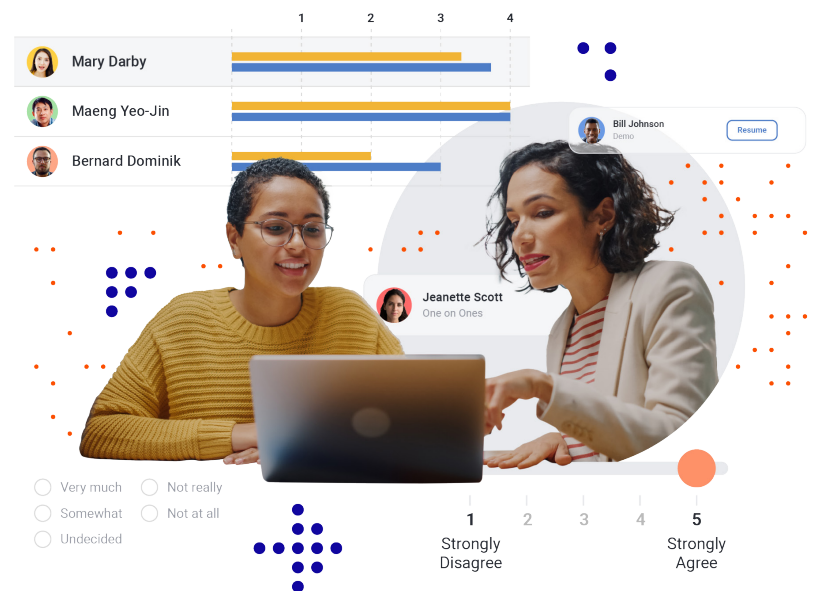 1 2 3 4
Mary Darby
Maeng Yeo-Jin
Bernard Dominik
Bill Johnson
Demo
Resume
Jeanette Scott
One on Ones
Very much Not really
Somewhat Not at all
Undecided
1 2 3 4 5
Strongly Disagree
Strongly Agree